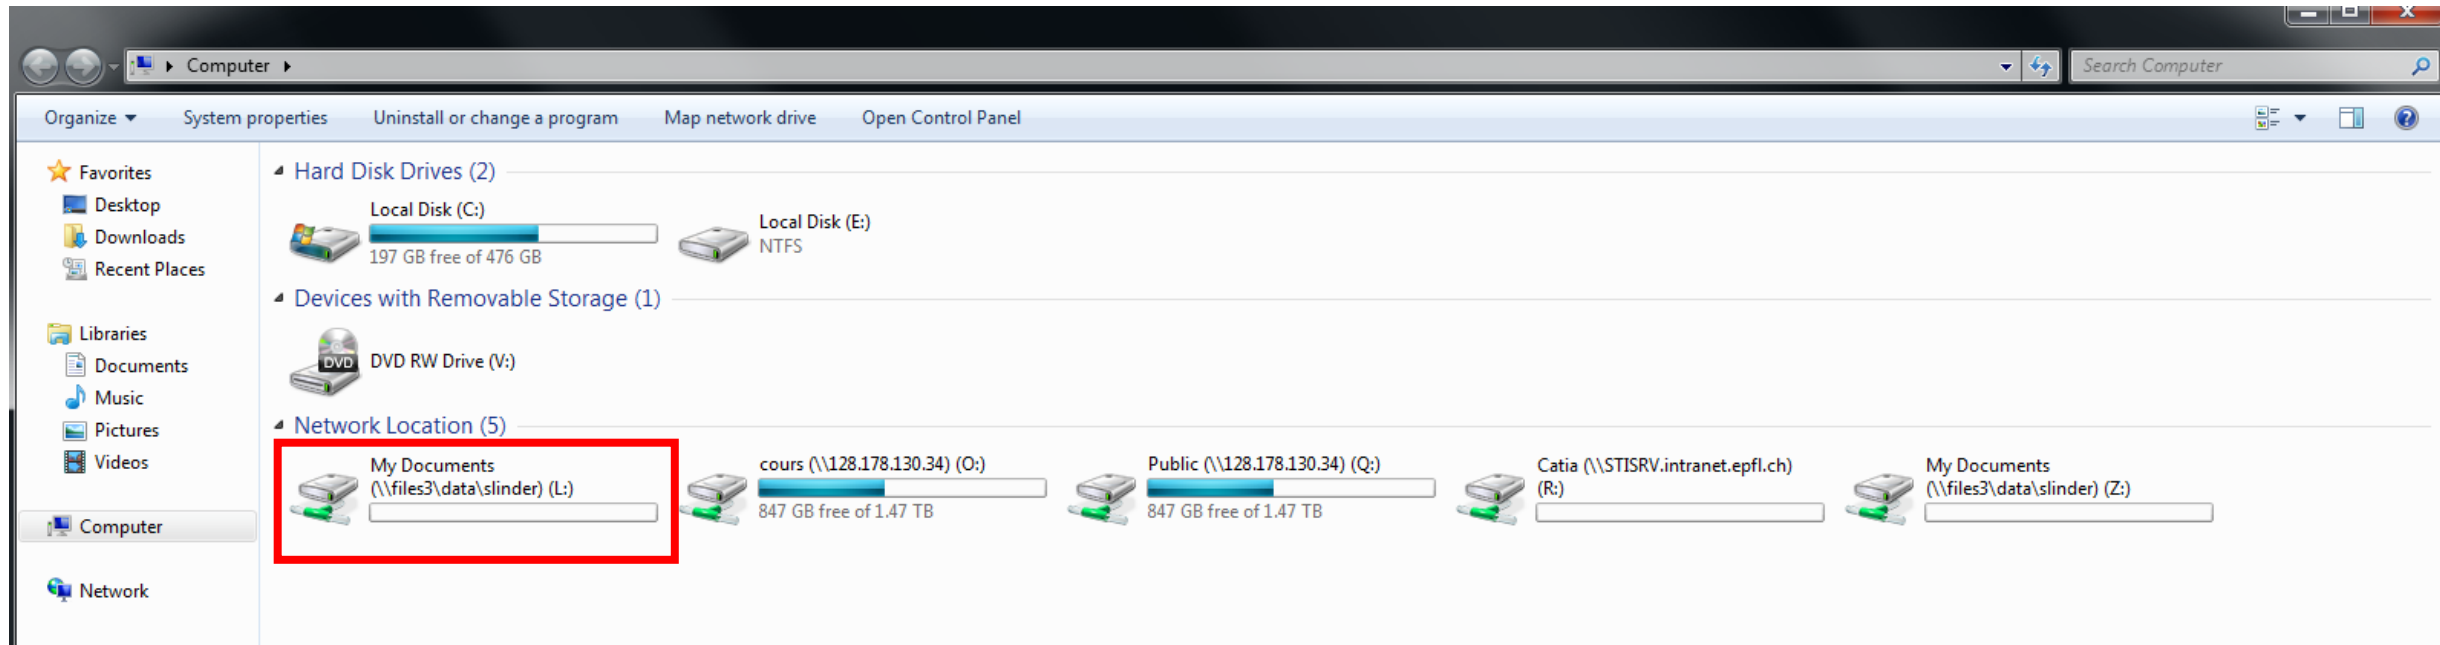 Computer
Search Computer
Organize
System properties
Uninstall or change a program
Map network drive
Open Control Panel
Favorites
Desktop
Downloads
Recent Places
Libraries
Documents
Music
Pictures
Videos
Computer
Network
Hard Disk Drives (2)
Local Disk (C:)
197 GB free of 476 GB
Local Disk (E:)
NTFS
Devices with Removable Storage (1)
DVD
DVD RW Drive (V:)
Network Location (5)
My Documents
(\\files3\data\slinder) (L:)
cours (\\128.178.130.34) (O:)
847 GB free of 1.47 TB
Public (\\128.178.130.34) (Q:)
847 GB free of 1.47 TB
Catia (\\STISRV.intranet.epfl.ch)
(R:)
My Documents
(\\files3\data\slinder) (Z:)